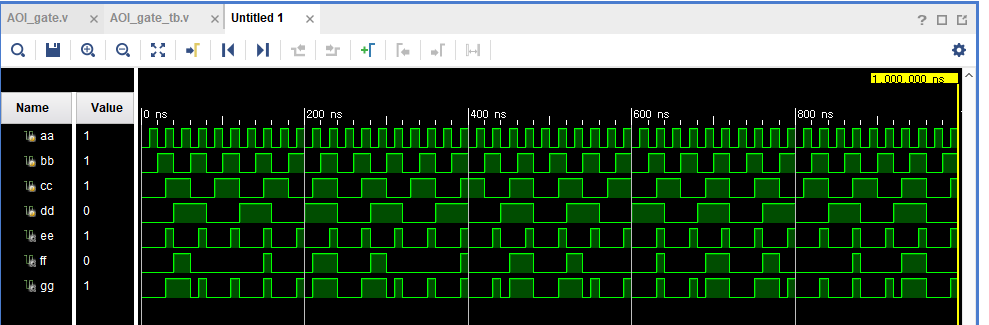 AOI_gate.v × AOI_gate_tb.v × Untitled 1 ×
?
1,000.000 ns
Name Value 0 ns 200 ns 400 ns 600 ns 800 ns
aa 1
bb 1
cc 1
dd 0
ee 1
ff 0
gg 1